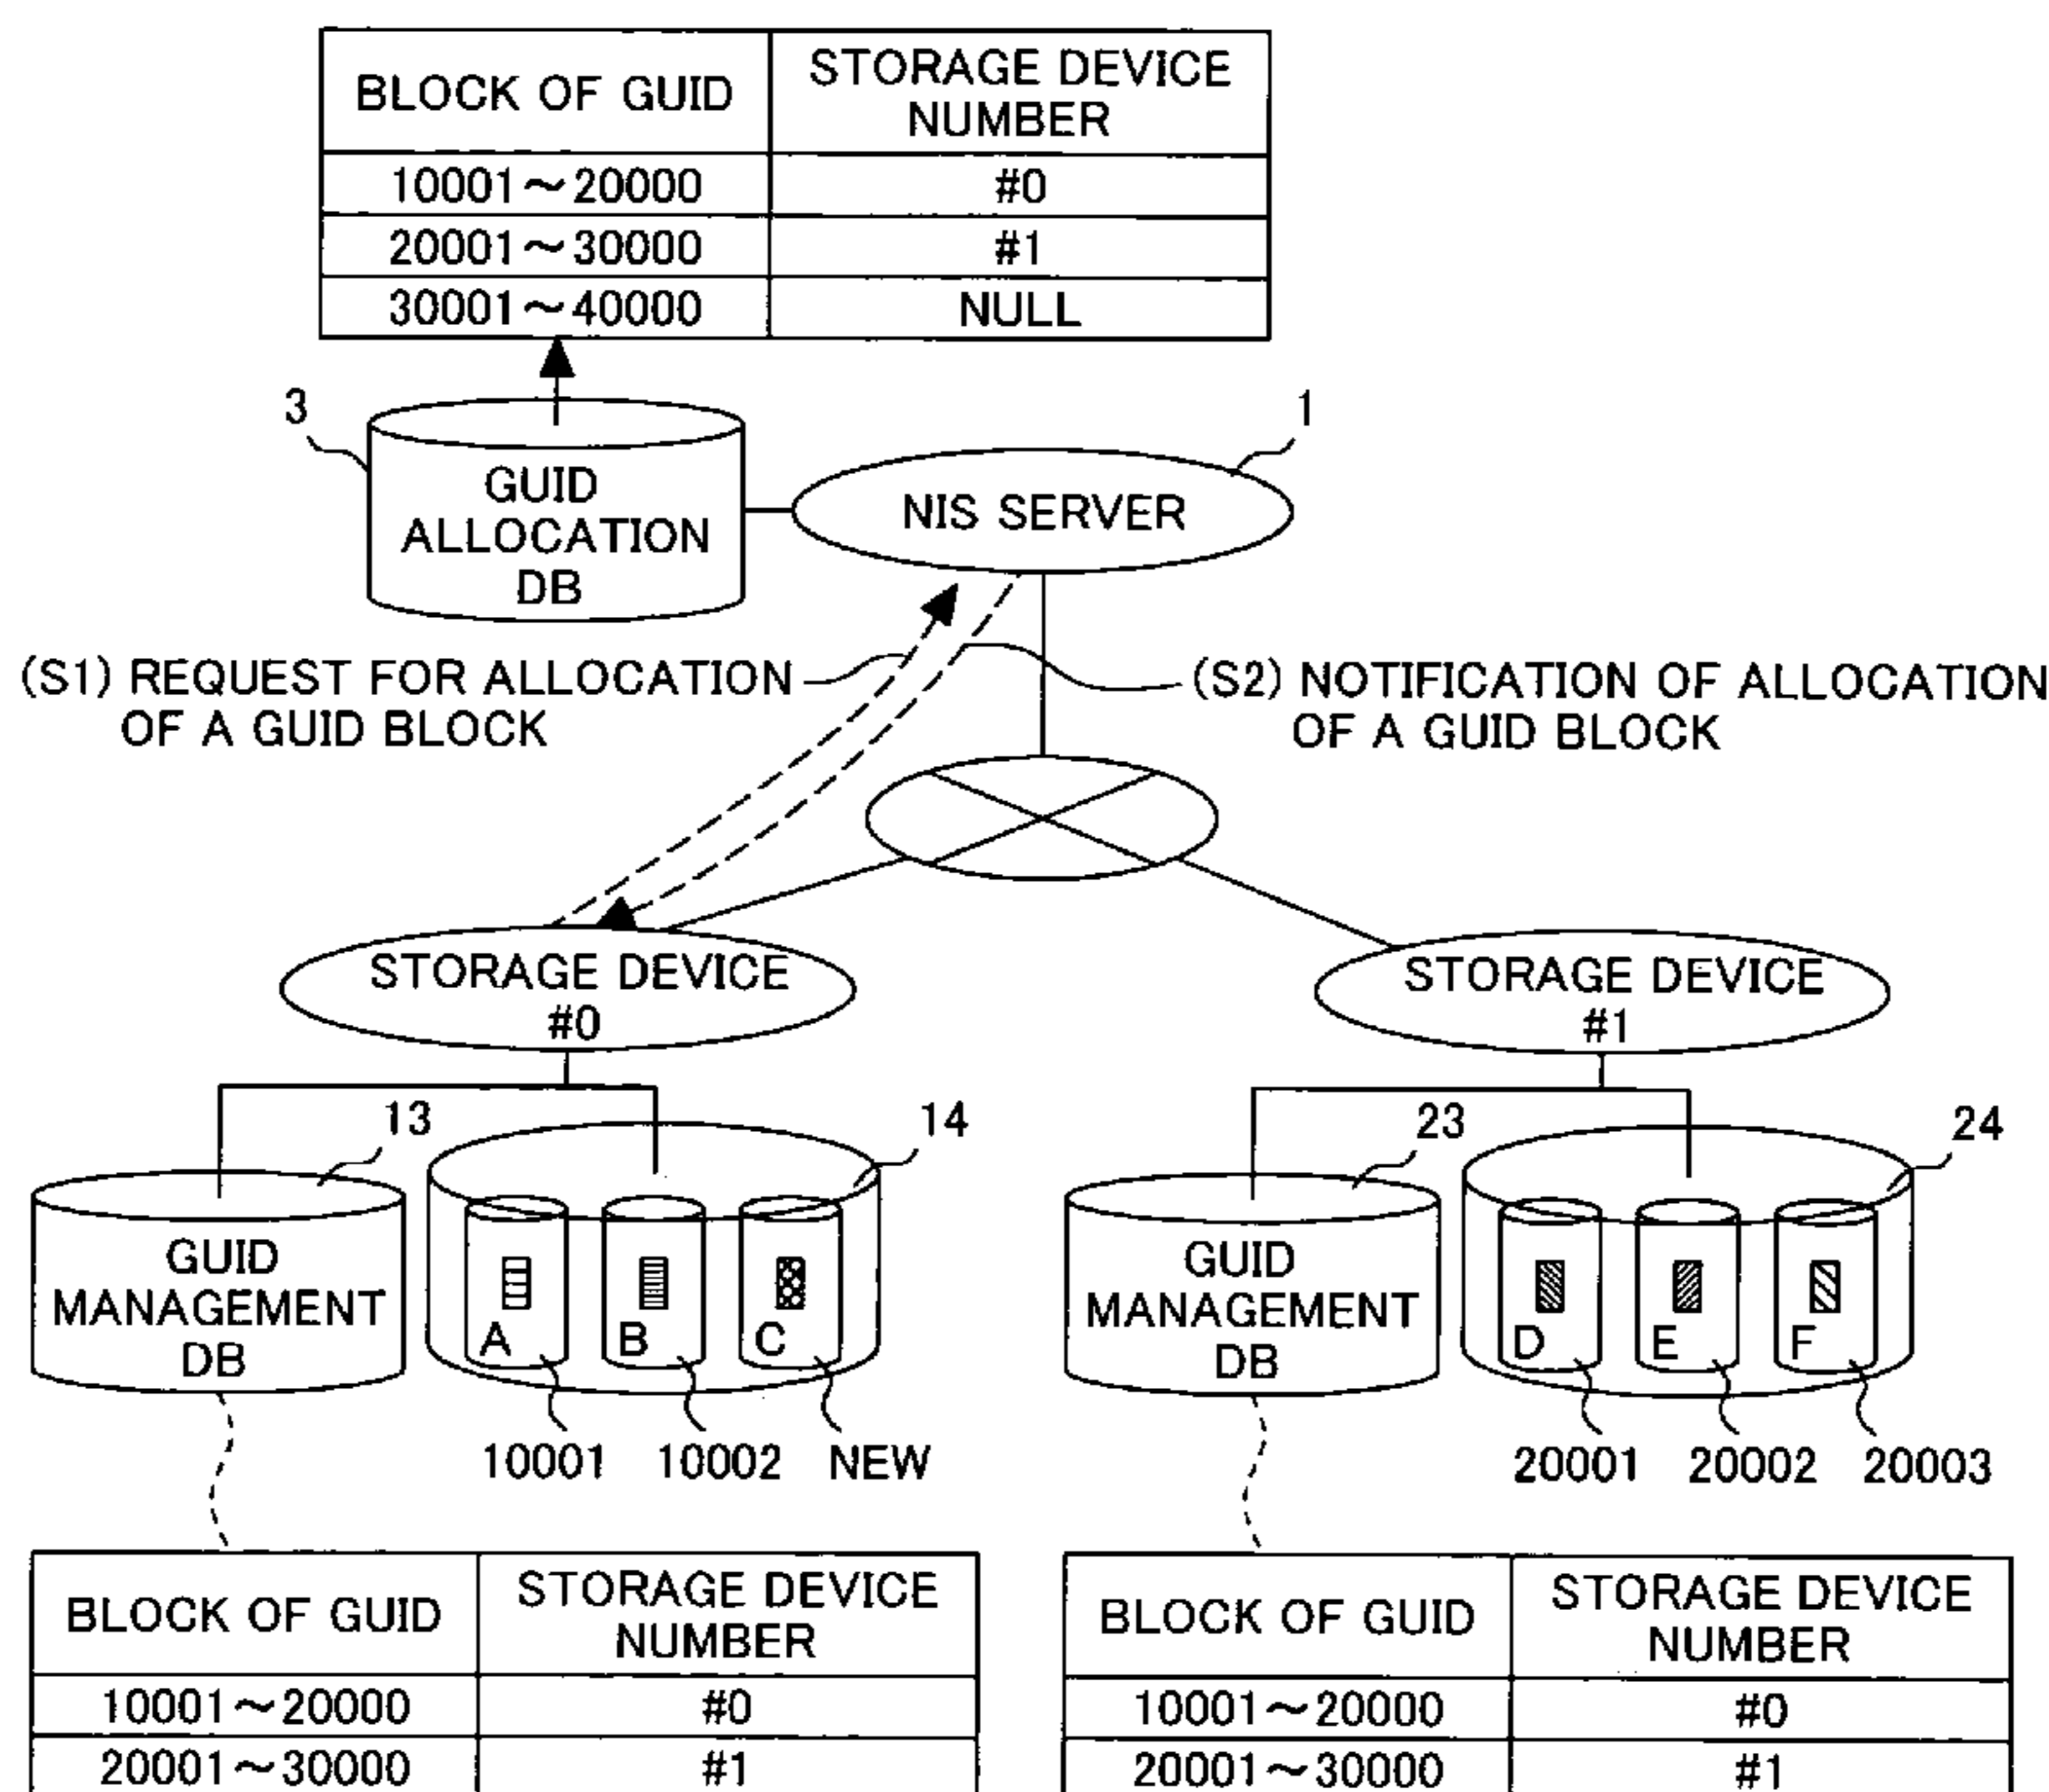 BLOCK OF GUID
STORAGE DEVICE
NUMBER
10001～20000
#0
20001～30000
#1
30001～40000
NULL
3
1
GUID
ALLOCATION
DB
NIS SERVER
(S1) REQUEST FOR ALLOCATION
OF A GUID BLOCK
(S2) NOTIFICATION OF ALLOCATION
OF A GUID BLOCK
STORAGE DEVICE
#0
STORAGE DEVICE
#1
13
14
23
24
GUID
MANAGEMENT
DB
A
B
C
GUID
MANAGEMENT
DB
D
E
F
10001
10002
NEW
20001
20002
20003
BLOCK OF GUID
STORAGE DEVICE
NUMBER
10001～20000
#0
20001～30000
#1
BLOCK OF GUID
STORAGE DEVICE
NUMBER
10001～20000
#0
20001～30000
#1